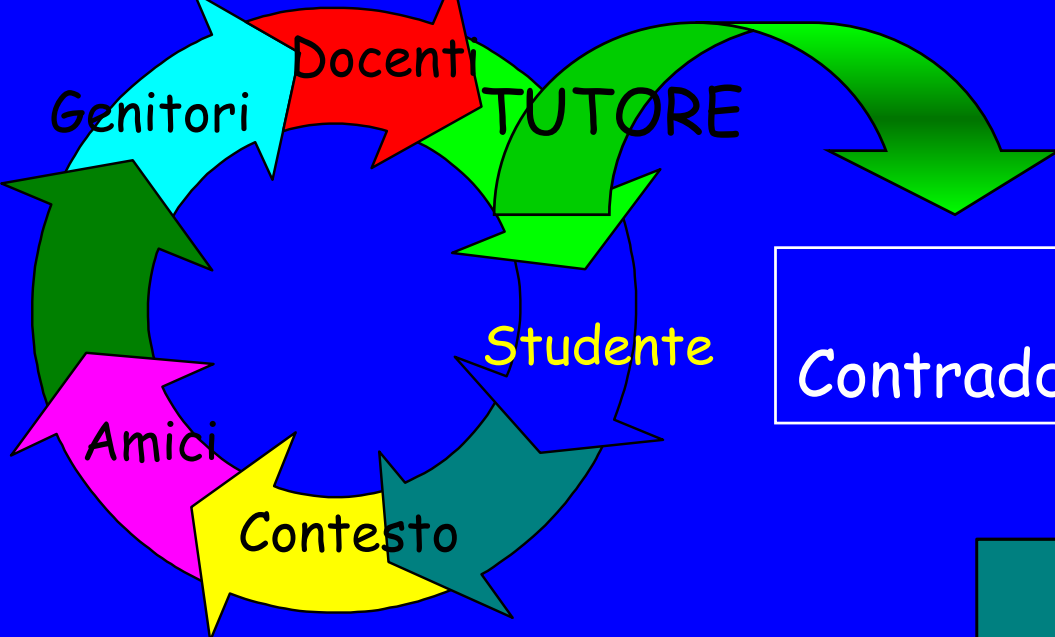 Docenti
Genitori
TUTORE
Studente
Amici
Contesto